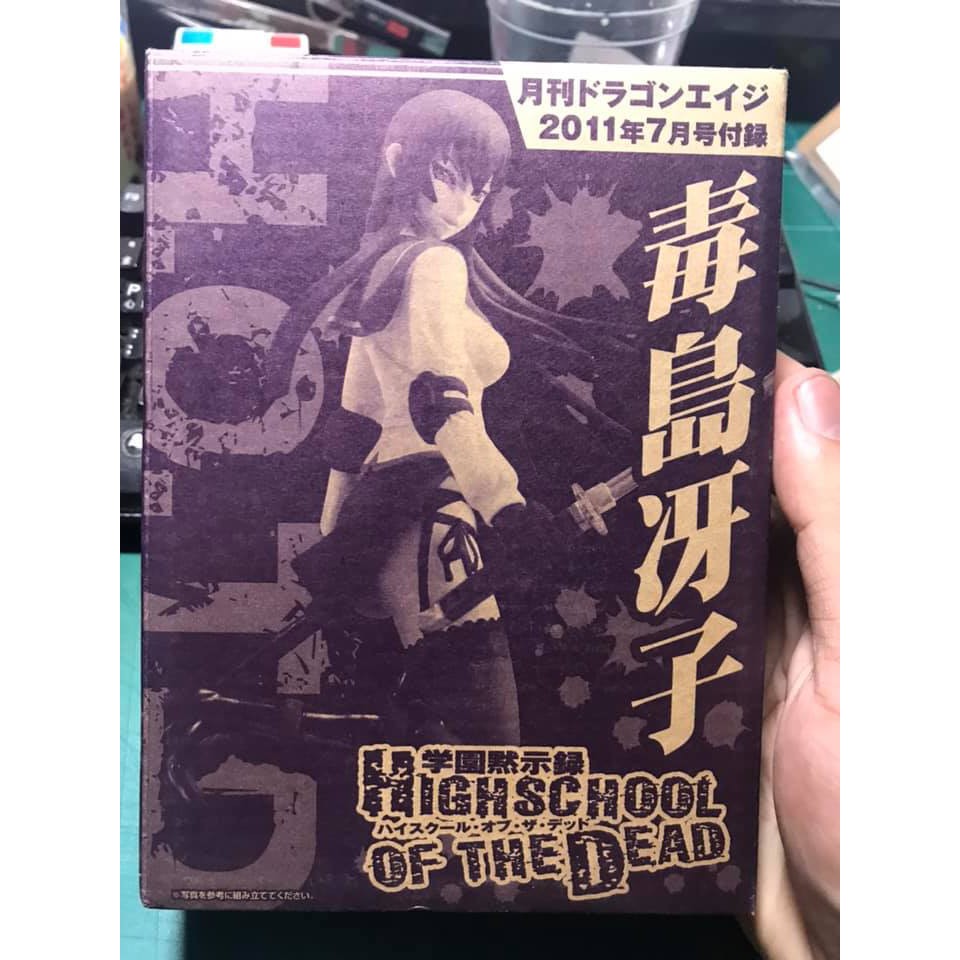 月刊ドラゴンエイジ
2011年7月号付録
毒島冴子
学園黙示録
HIGHSCHOOL
ハイスクール・オブ・ザ・デッド
OF THE DEAD
※写真を参考に組み立ててください。
HOTD
P